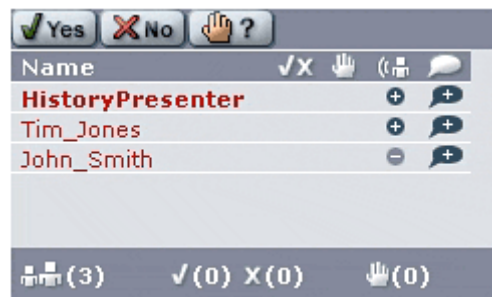 Yes No ?
Name √X
HistoryPresenter
Tim_Jones
John_Smith
(3) √(0) X(0) (0)